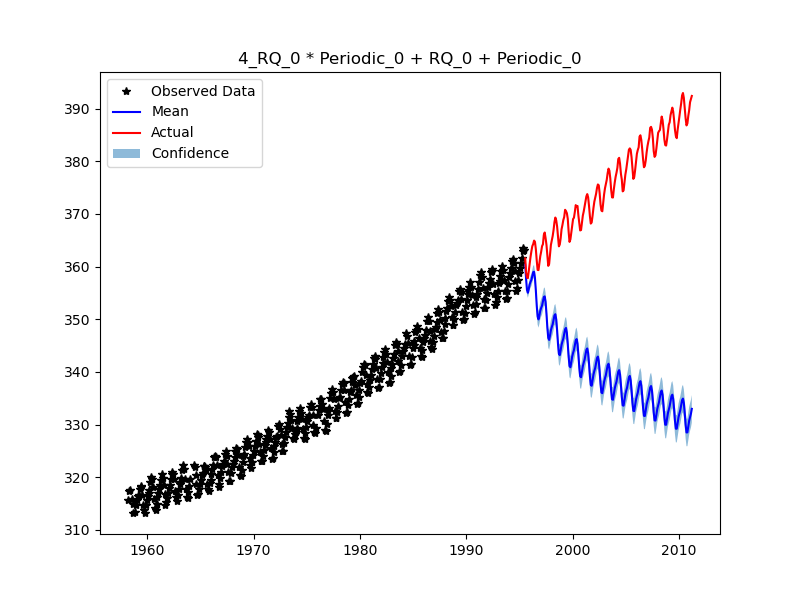 4_RQ_0 * Periodic_0 + RQ_0 + Periodic_0
Observed Data
Mean
Actual
Confidence
390
380
370
360
350
340
330
320
310
1960 1970 1980 1990 2000 2010